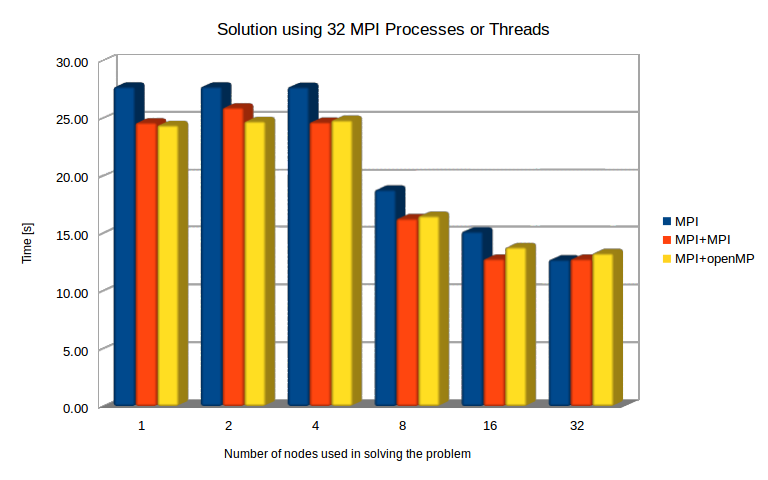 Solution using 32 MPI Processes or Threads
30.00
25.00
20.00
15.00
10.00
5.00
0.00
Time [s]
1 2 4 8 16 32
Number of nodes used in solving the problem
MPI
MPI+MPI
MPI+openMP